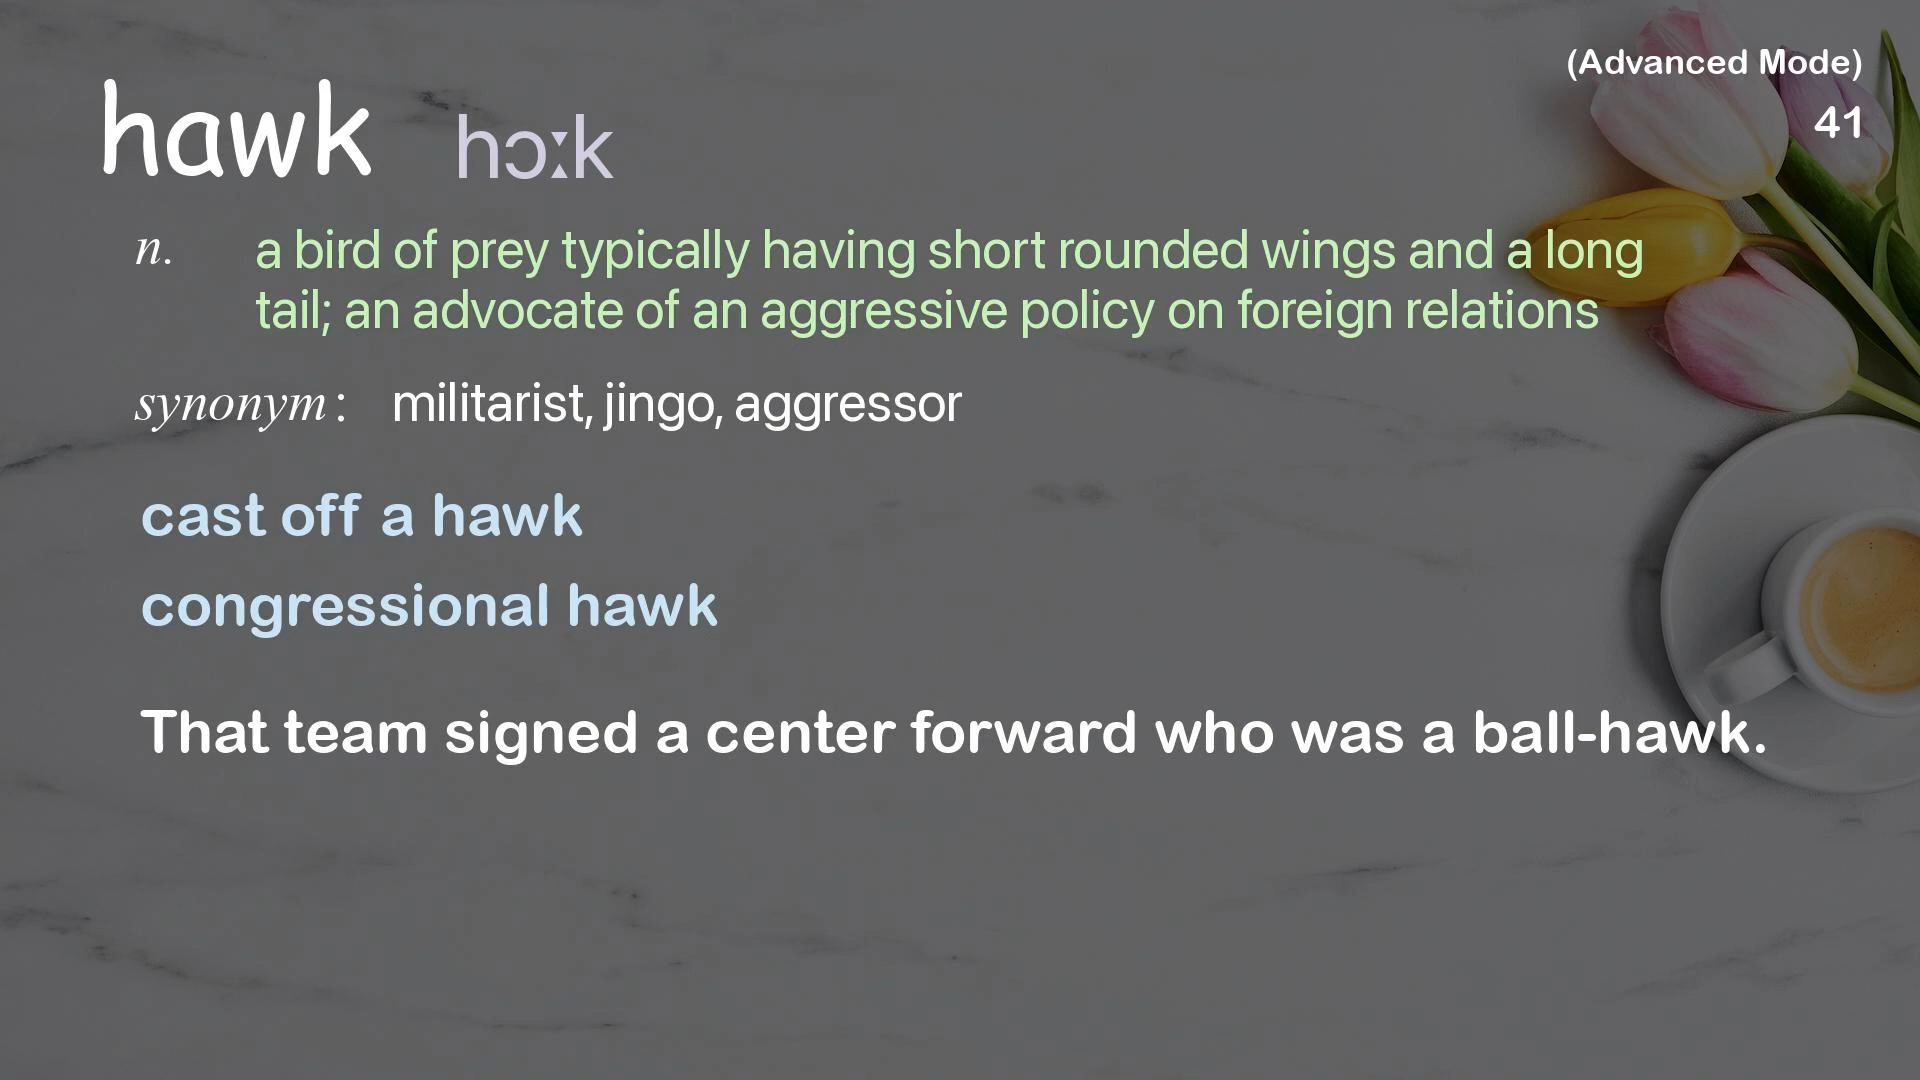 (Advanced Mode)
41
hawk hɔːk
n. a bird of prey typically having short rounded wings and a long
tail; an advocate of an aggressive policy on foreign relations
synonym: militarist, jingo, aggressor
cast off a hawk
congressional hawk
That team signed a center forward who was a ball-hawk.